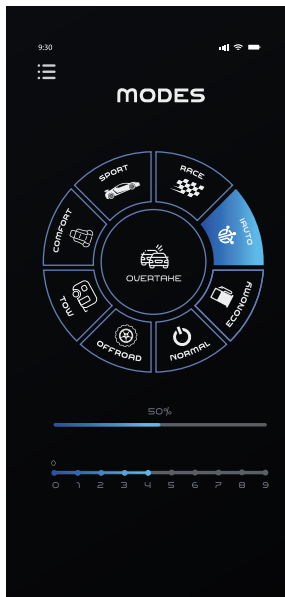 9:30
MODES
SPORT
RACE
COMFORT
IAUTO
OVERTAKE
TOW
ECONOMY
OFFROAD
NORMAL
50%
0
0 1 2 3 4 5 6 7 8 9